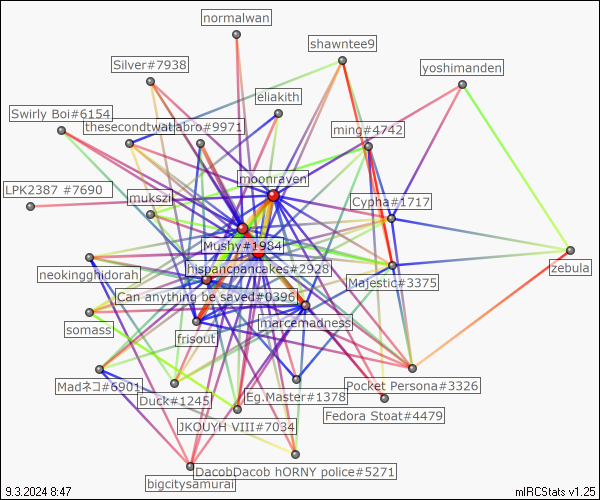 normalwan
shawntee9
Silver#7938
yoshimanden
eliakith
Swirly Boi#6154
abro#9971
thesecondtwat
ming#4742
moonraven
LPK2387 #7690
mukszii
Cypha#1717
Mushy#1984
neokingghidorah
hispancpancakes#2928
zebula
Majestic#3375
Can anything be saved#0396
somass
marcemadness
frisout
Madネコ#6901
Pocket Persona#3326
Duck#1245
Eg.Master#1378
Fedora Stoat#4479
JKOUYH VIII#7034
DacobDacob hORNY police#5271
bigcitysamurai
9.3.2024 8:47
mIRCStats v1.25